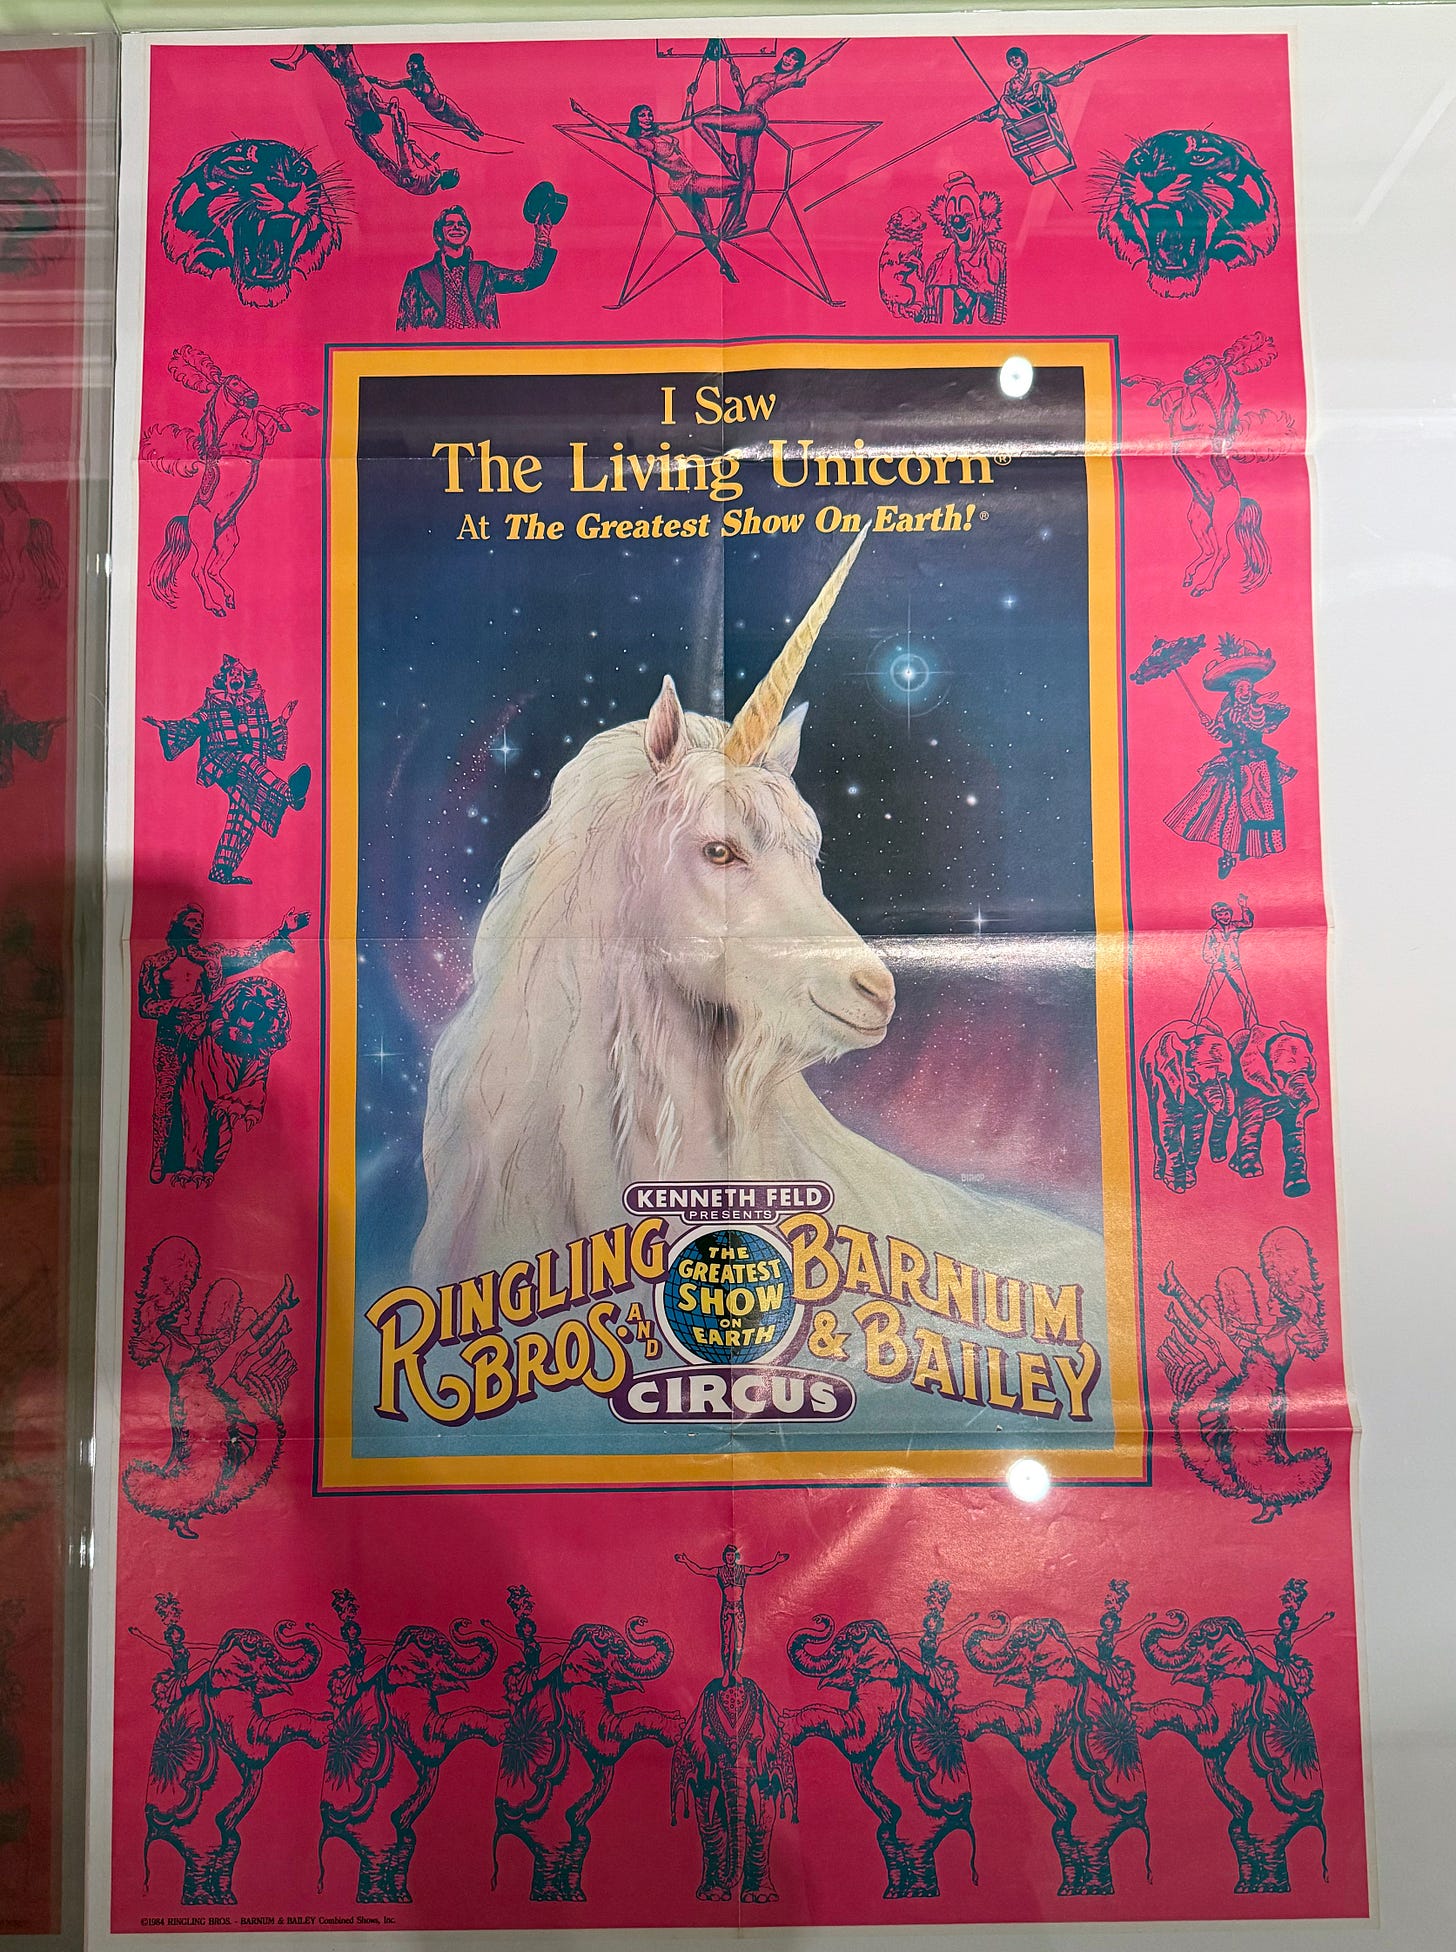 I Saw
The Living Unicorn®
At The Greatest Show On Earth!®
BISHOP
KENNETH FELD
PRESENTS
RINGLING
BROS. AND
THE
GREATEST
SHOW
ON
EARTH
BARNUM
& BAILEY
CIRCUS
©1984 RINGLING BROS. - BARNUM & BAILEY Combined Shows, Inc.